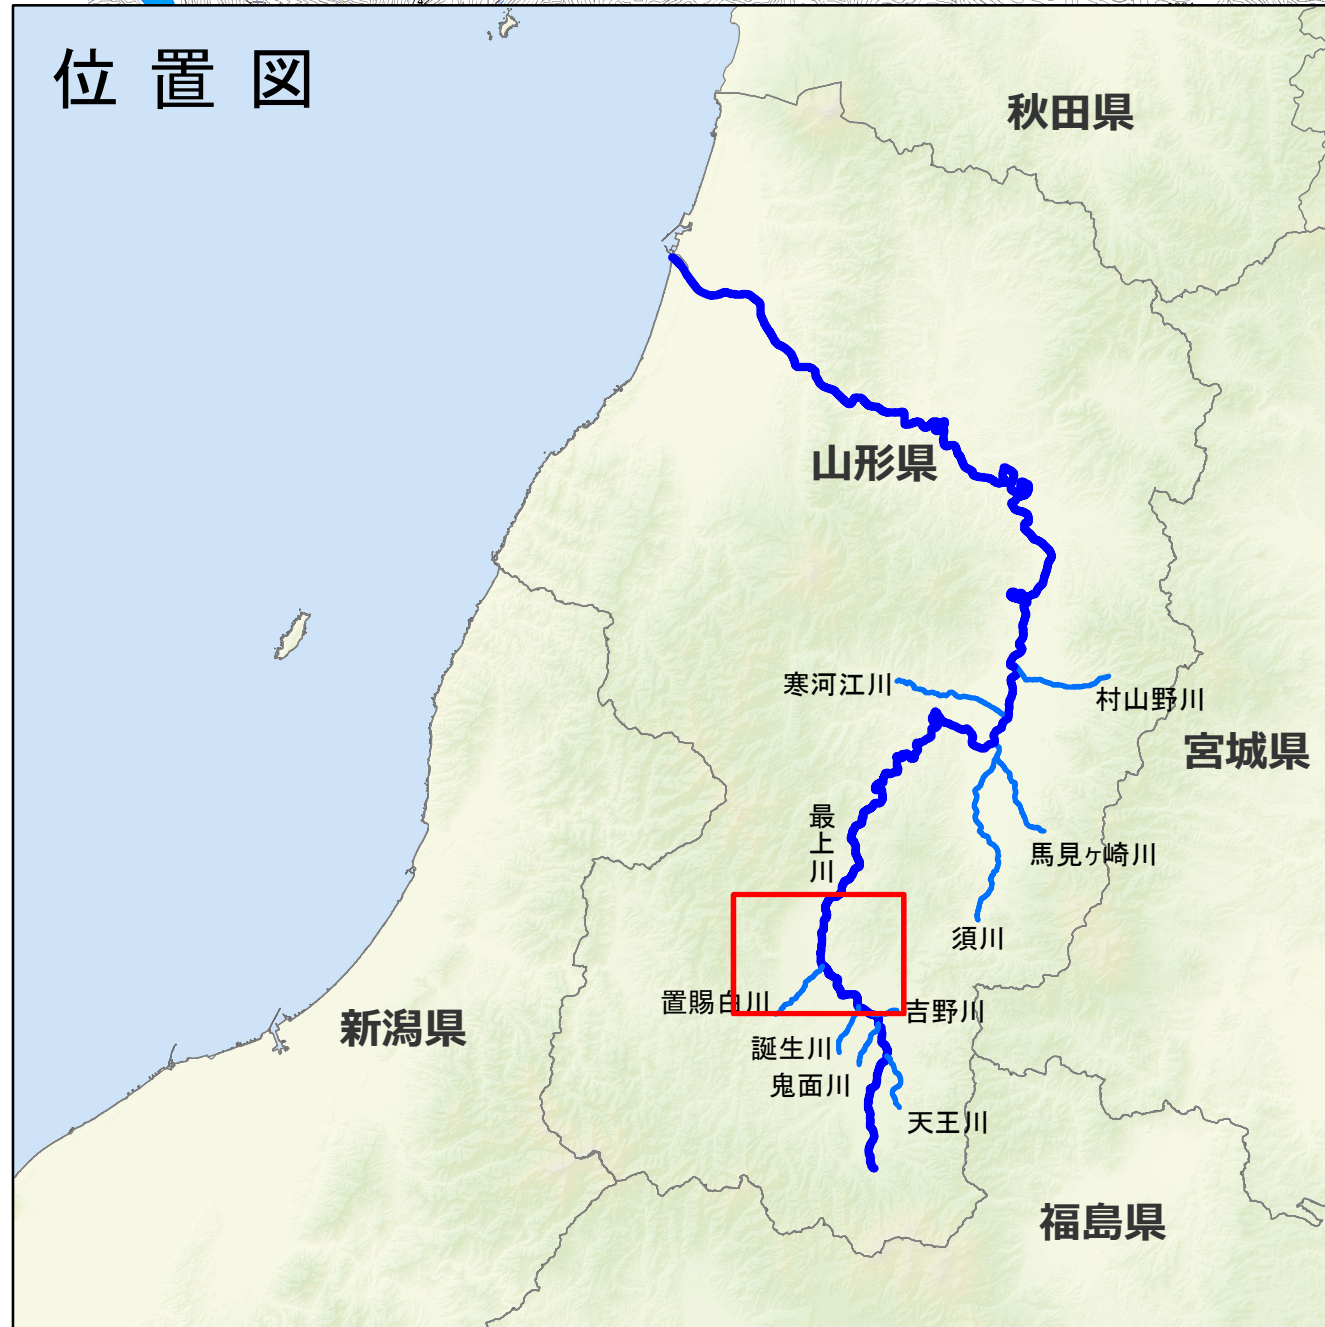 位置図
秋田県
山形県
寒河江川
村山野川
宮城県
最上川
馬見ヶ崎川
須川
置賜白川
吉野川
新潟県
誕生川
鬼面川
天王川
福島県